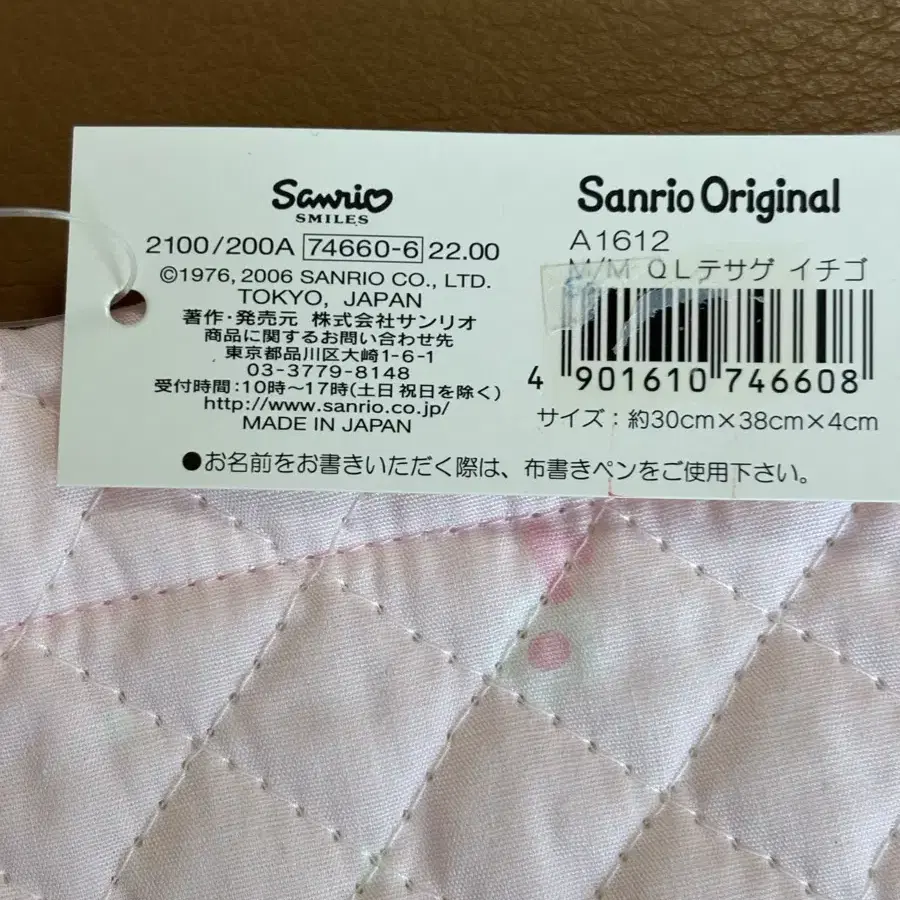 Sanrio
SMILES
2100/200A 74660-6 22.00
©1976, 2006 SANRIO CO., LTD.
TOKYO, JAPAN
著作・発売元 株式会社サンリオ
商品に関するお問い合わせ先
東京都品川区大崎1-6-1
03-3779-8148
受付時間:10時〜17時(土日祝日を除く)
http://www.sanrio.co.jp/
MADE IN JAPAN
Sanrio Original
A1612
M/M QLテサゲ イチゴ
4 901610 746608
サイズ：約30cm×38cm×4cm
●お名前をお書きいただく際は、布書きペンをご使用下さい。